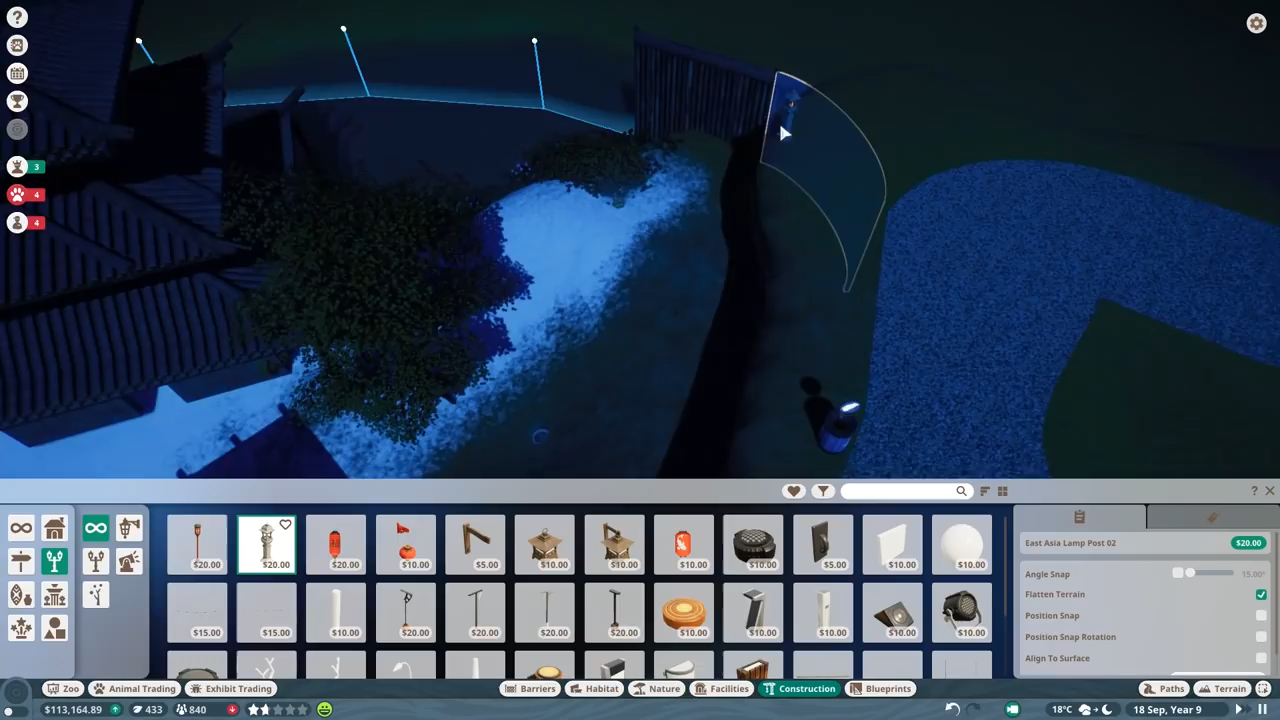 3
4
4
East Asia Lamp Post 02 $20.00
$20.00 $20.00 $20.00 $10.00 $5.00 $10.00 $10.00 $10.00 $10.00 $5.00 $10.00 $10.00
Angle Snap 15.00°
Flatten Terrain
Position Snap
$15.00 $15.00 $10.00 $20.00 $20.00 $20.00 $20.00 $10.00 $10.00 $10.00 $10.00 $10.00
Position Snap Rotation
Align To Surface
Zoo Animal Trading Exhibit Trading Barriers Habitat Nature Facilities Construction Blueprints Paths Terrain
$113,164.89 433 840 18°C 18 Sep, Year 9